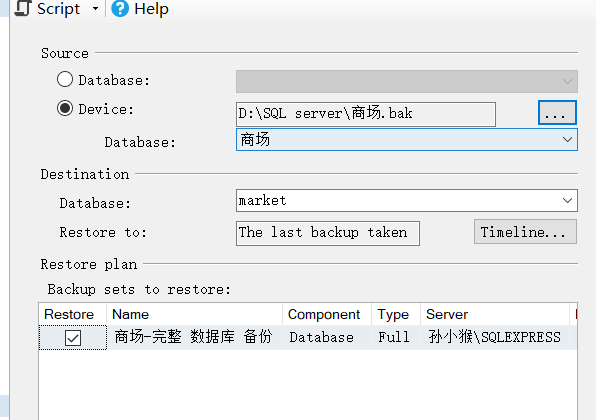 Script Help
Source
Database:
Device: D:\SQL server\商场.bak ...
Database: 商场
Destination
Database: market
Restore to: The last backup taken Timeline...
Restore plan
Backup sets to restore:
Restore Name Component Type Server
商场-完整 数据库 备份 Database Full 孙小猴\SQLEXPRESS